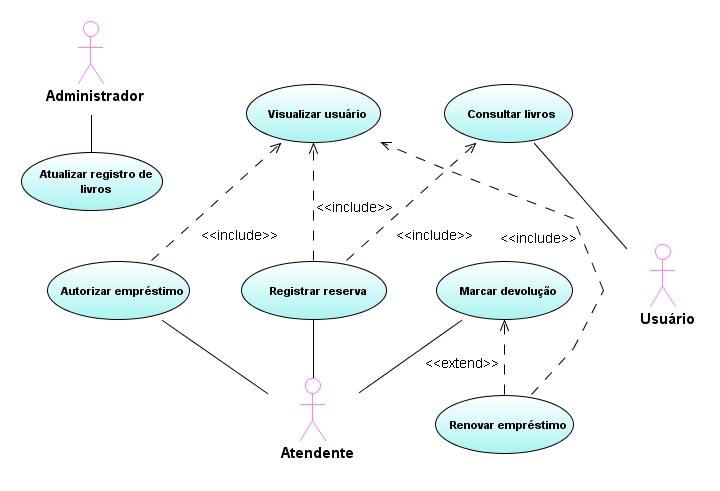 Administrador
Visualizar usuário
Consultar livros
Atualizar registro de
livros
<<include>>
<<include>>
<<include>>
<<include>>
Autorizar empréstimo
Registrar reserva
Marcar devolução
Usuário
<<extend>>
Renovar empréstimo
Atendente